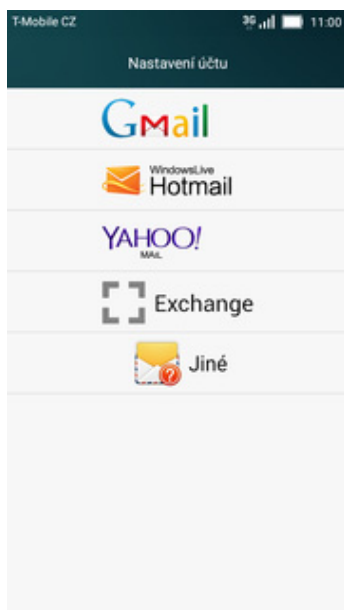 T-Mobile CZ 3G 11:00
Nastavení účtu
Gmail
WindowsLive
Hotmail
YAHOO!
MAIL
Exchange
Jiné